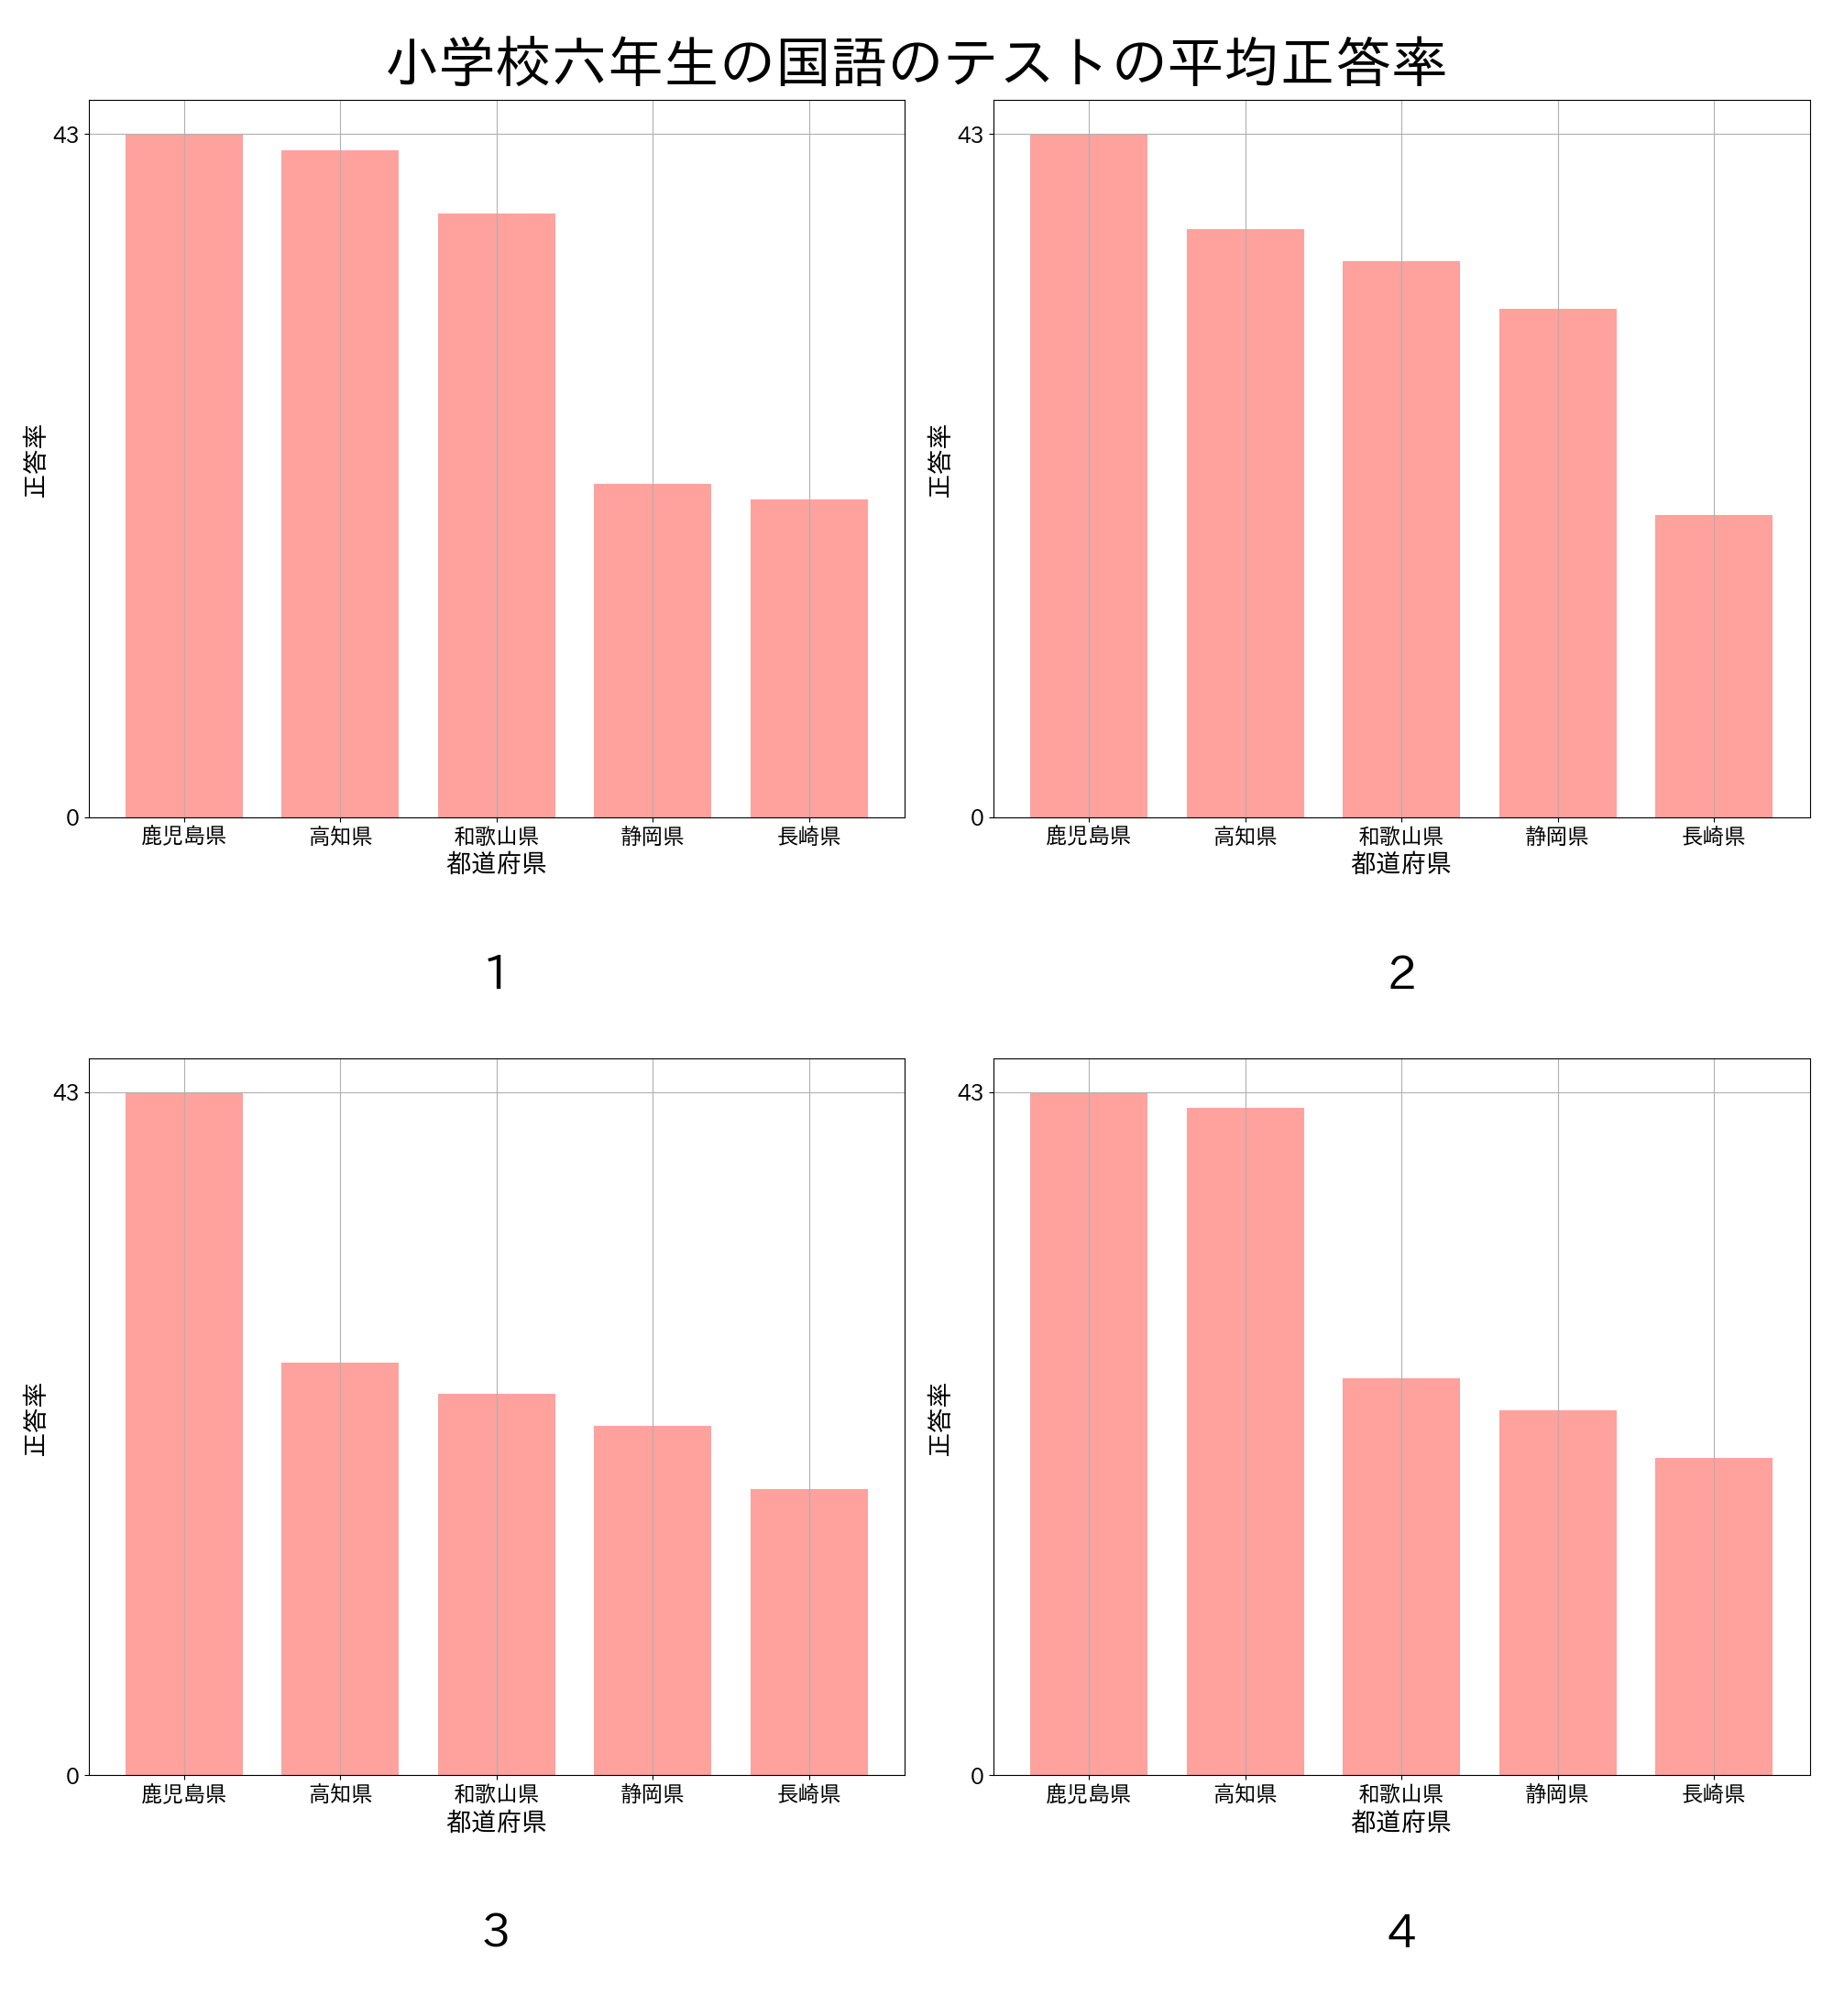 小学校六年生の国語のテストの平均正答率
43
0
正答率
鹿児島県 高知県 和歌山県 静岡県 長崎県
都道府県
1
43
0
正答率
鹿児島県 高知県 和歌山県 静岡県 長崎県
都道府県
2
43
0
正答率
鹿児島県 高知県 和歌山県 静岡県 長崎県
都道府県
3
43
0
正答率
鹿児島県 高知県 和歌山県 静岡県 長崎県
都道府県
4